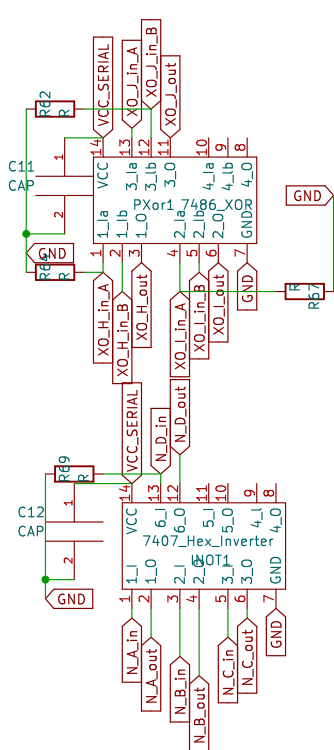 VCC_SERIAL
XO_J_in_A
XO_J_in_B
XO_J_out
R62
R
14
13
12
11
10
9
8
C11
CAP
1
2
VCC
3_Ia
3_Ib
3_O
4_Ia
4_Ib
4_O
PXor1
7486_XOR
1_Ia
1_Ib
1_O
2_Ia
2_Ib
2_O
GND
1
2
3
4
5
6
7
GND
GND
R
R
R67
XO_H_in_A
XO_H_in_B
XO_H_out
XO_I_in_A
XO_I_in_B
XO_I_out
GND
VCC_SERIAL
N_D_in
N_D_out
R69
R
14
13
12
11
10
9
8
C12
CAP
1
2
VCC
6_I
6_O
5_I
5_O
4_I
4_O
7407_Hex_Inverter
INOT1
1_I
1_O
2_I
2_O
3_I
3_O
GND
1
2
3
4
5
6
7
GND
N_A_in
N_A_out
N_B_in
N_B_out
N_C_in
N_C_out
GND